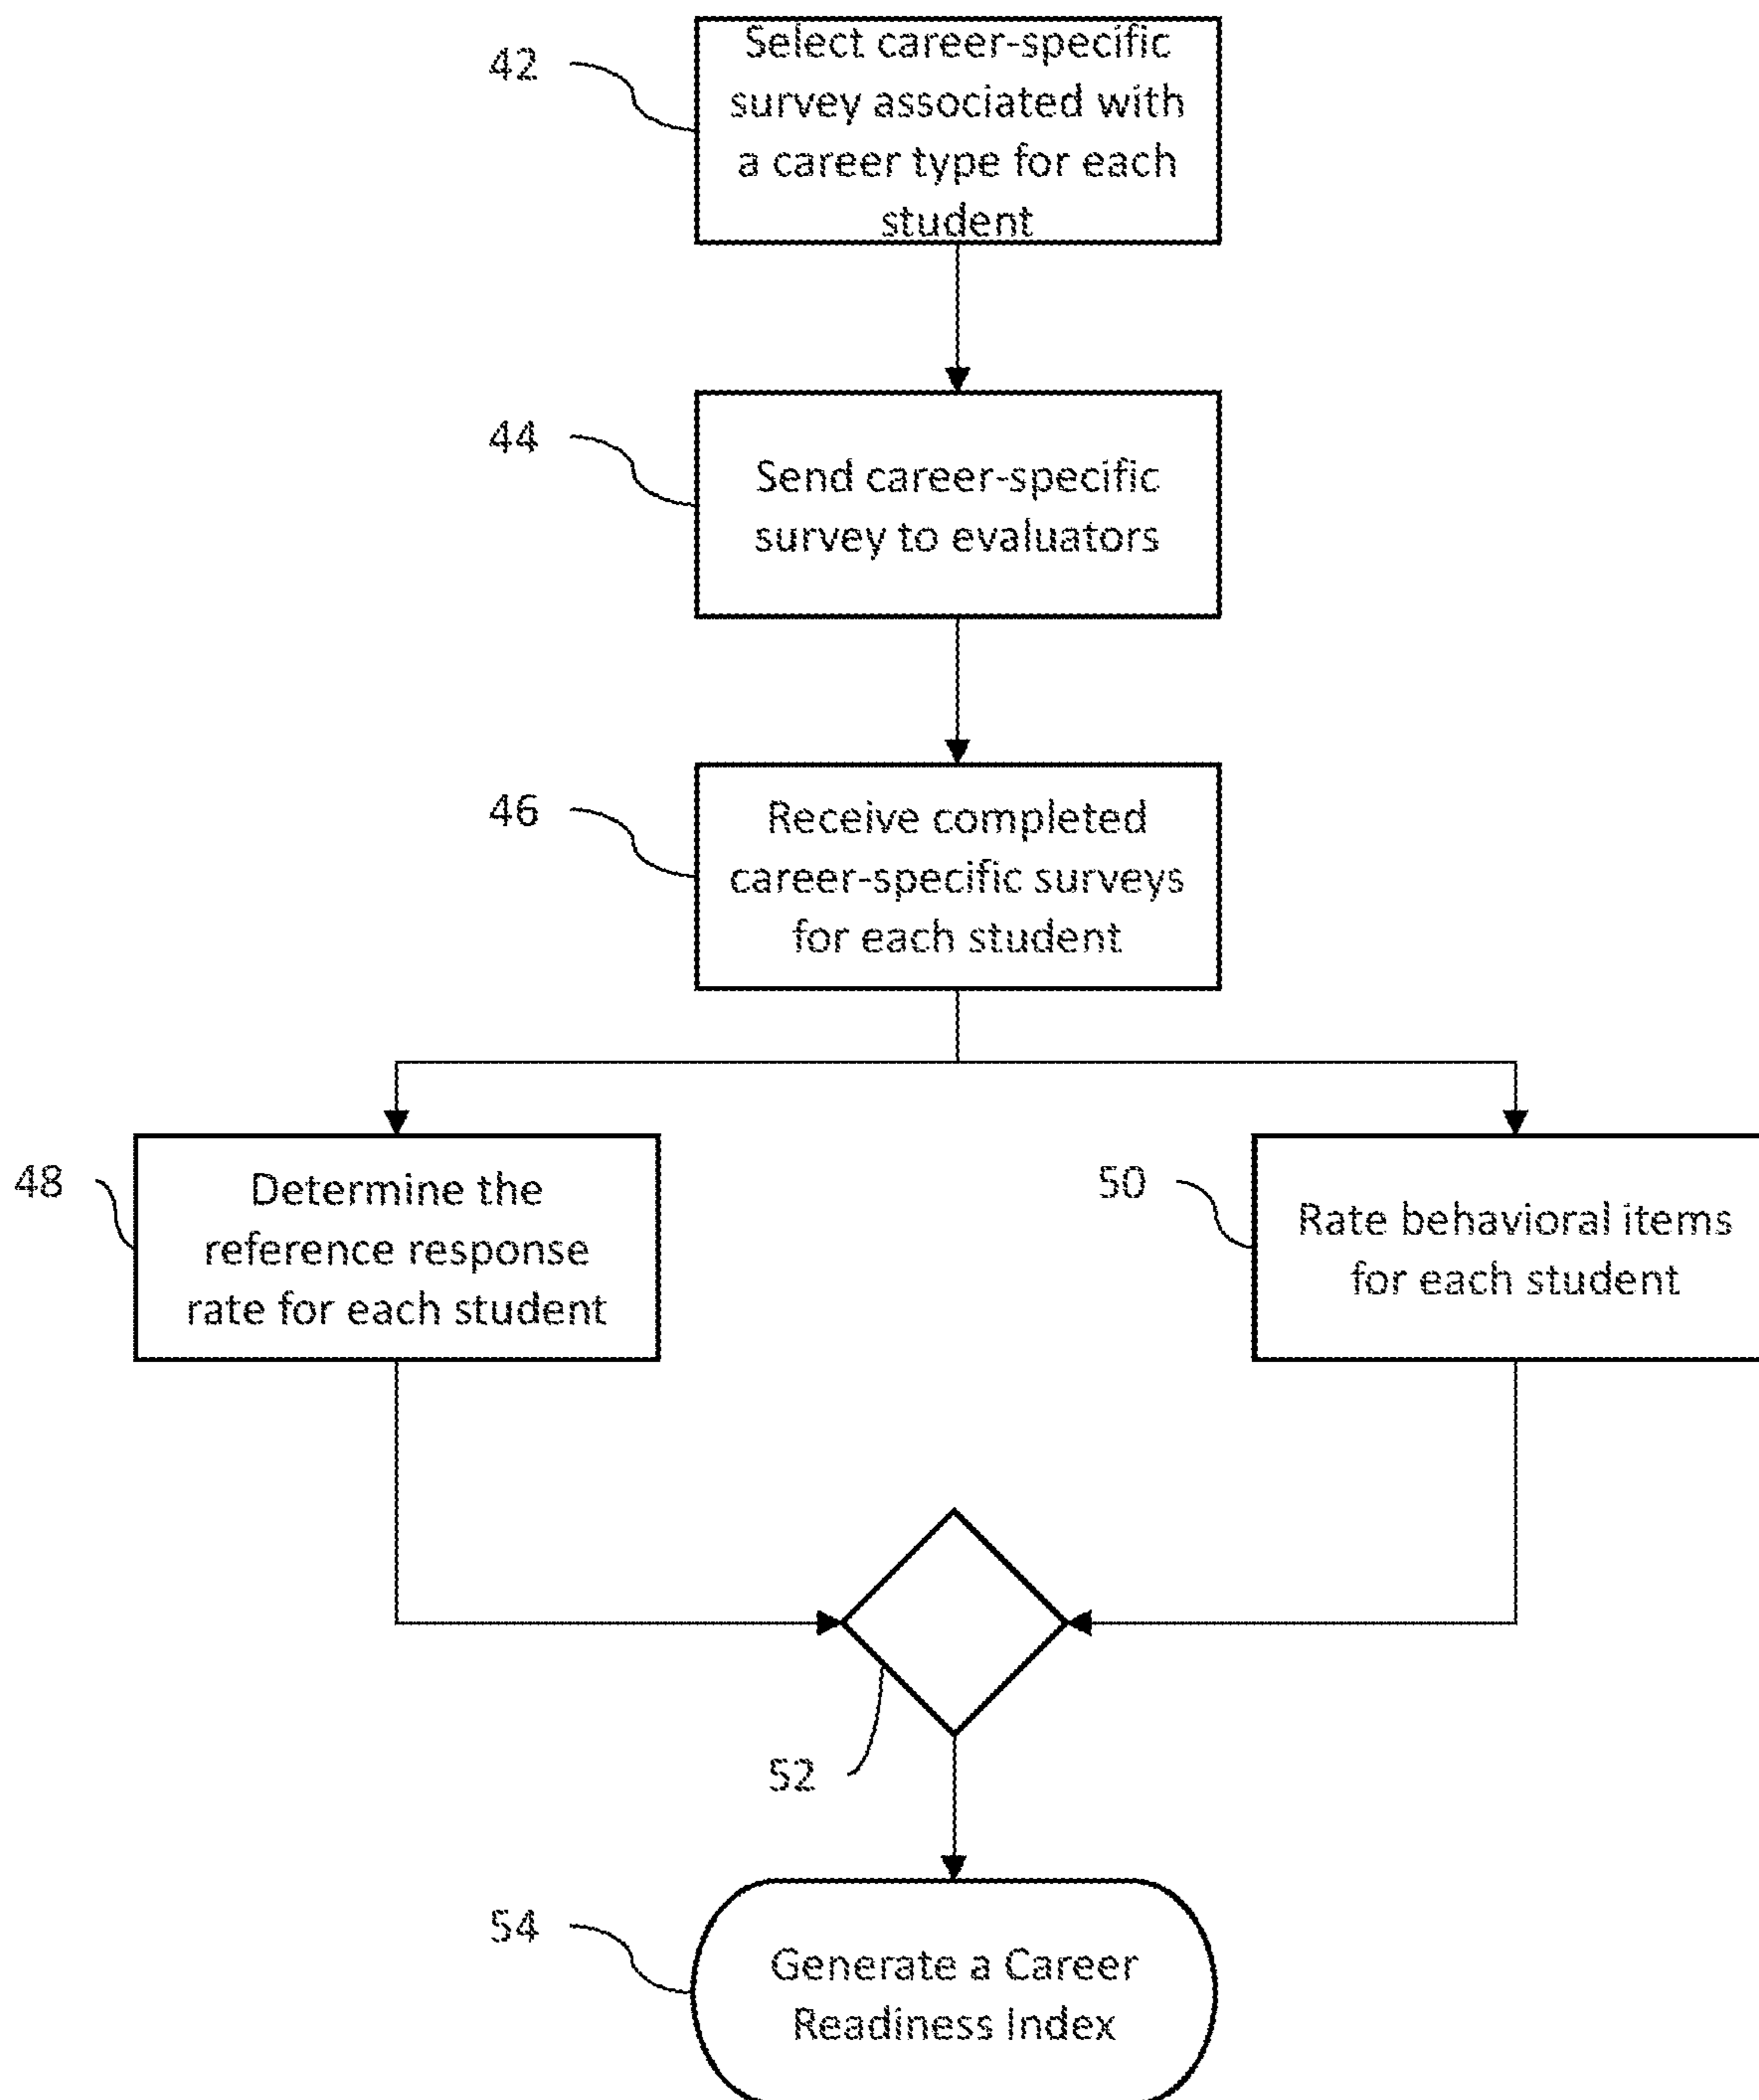 42
Select career-specific
survey associated with
a career type for each
student
44
Send career-specific
survey to evaluators
46
Receive completed
career-specific surveys
for each student
48
Determine the
reference response
rate for each student
50
Rate behavioral items
for each student
52
54
Generate a Career
Readiness Index